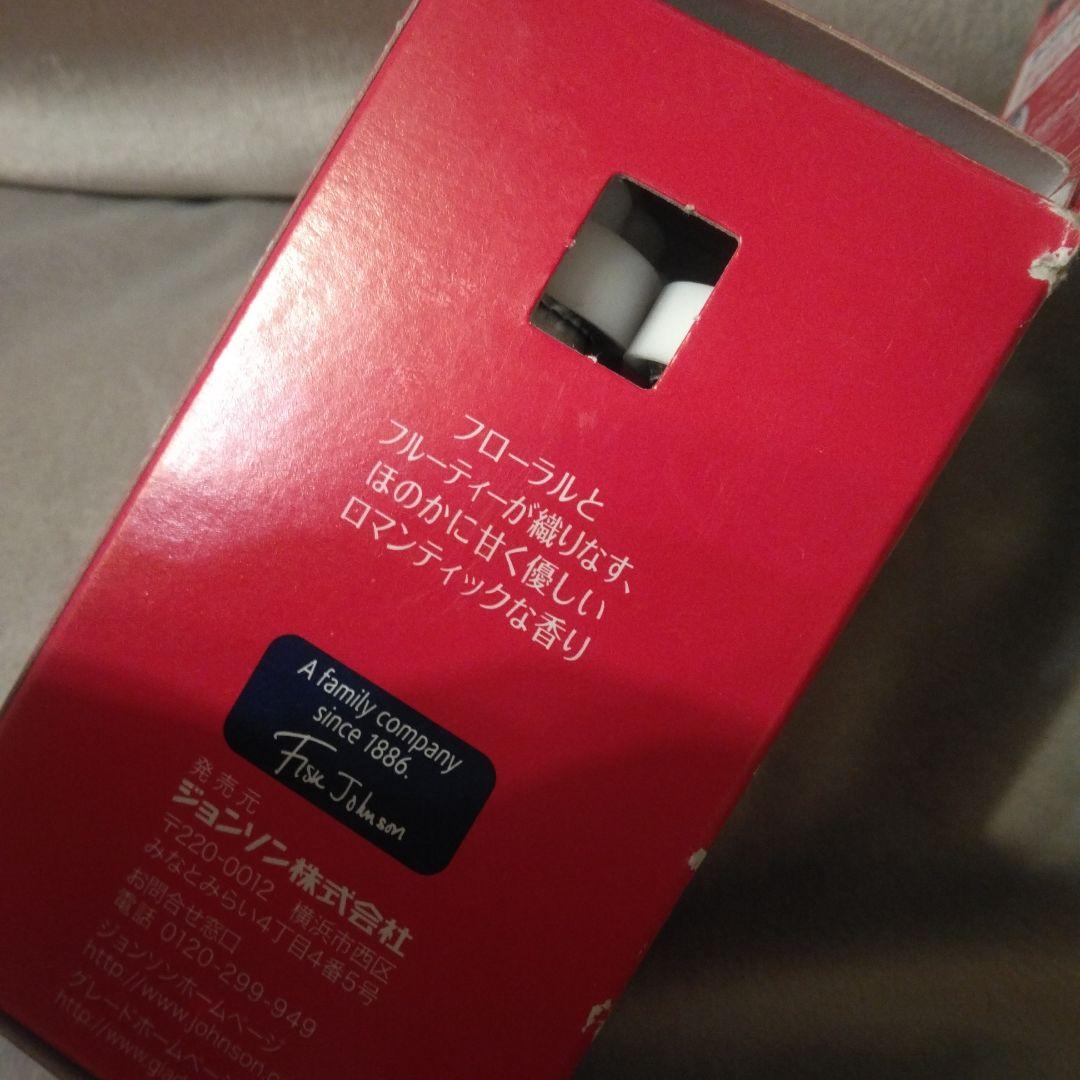 フローラルと
フルーティーが織りなす、
ほのかに甘く優しい
ロマンティックな香り
A family company
since 1886.
Fisk Johnson
発売元
ジョンソン株式会社
〒220-0012 横浜市西区
みなとみらい4丁目4番5号
お問合せ窓口
電話 0120-299-949
ジョンソンホームページ
http://www.johnson.c
グレードホームペー
http://www.gla